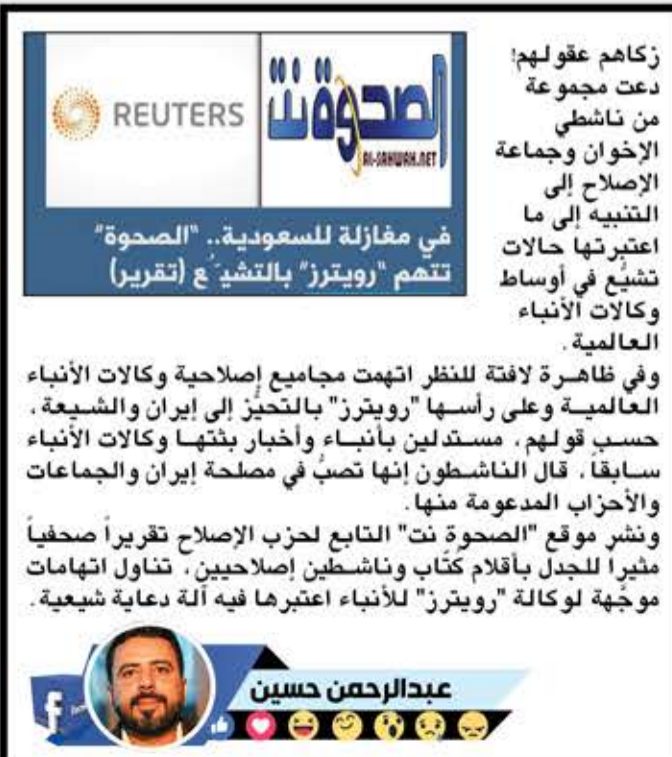 زكاهم عقولهم!
دعت مجموعة
من ناشطي
الإخوان وجماعة
الإصلاح إلى
التنبيه إلى ما
اعتبرتها حالات
تشيُّع في أوساط
وكالات الأنباء
العالمية.
REUTERS
الصحوة نت
Al-SAHWAH.NET
في مغازلة للسعودية.. "الصحوة"
تتهم "رويترز" بالتشيّع (تقرير)
وفي ظاهرة لافتة للنظر اتهمت مجاميع إصلاحية وكالات الأنباء
العالمية وعلى رأسها "رويترز" بالتحيُّز إلى إيران والشيعة،
حسب قولهم، مستدلين بأنباء وأخبار بثتها وكالات الأنباء
سابقاً، قال الناشطون إنها تصبُّ في مصلحة إيران والجماعات
والأحزاب المدعومة منها.
ونشر موقع "الصحوة نت" التابع لحزب الإصلاح تقريراً صحفياً
مثيراً للجدل بأقلام كُتَّاب وناشطين إصلاحيين، تناول اتهامات
موجَّهة لوكالة "رويترز" للأنباء اعتبرها فيه آلة دعاية شيعية.
عبدالرحمن حسين